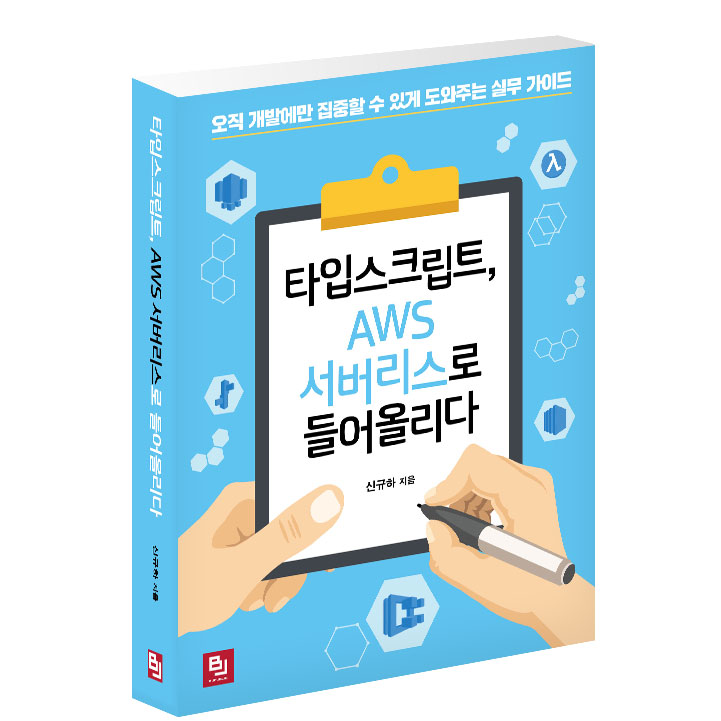 오직 개발에만 집중할 수 있게 도와주는 실무 가이드
타입스크립트,
AWS
서버리스로
들어올리다
신규하 지음
λ
BJ
타입스크립트, AWS 서버리스로 들어올리다
신규하 지음
BJ